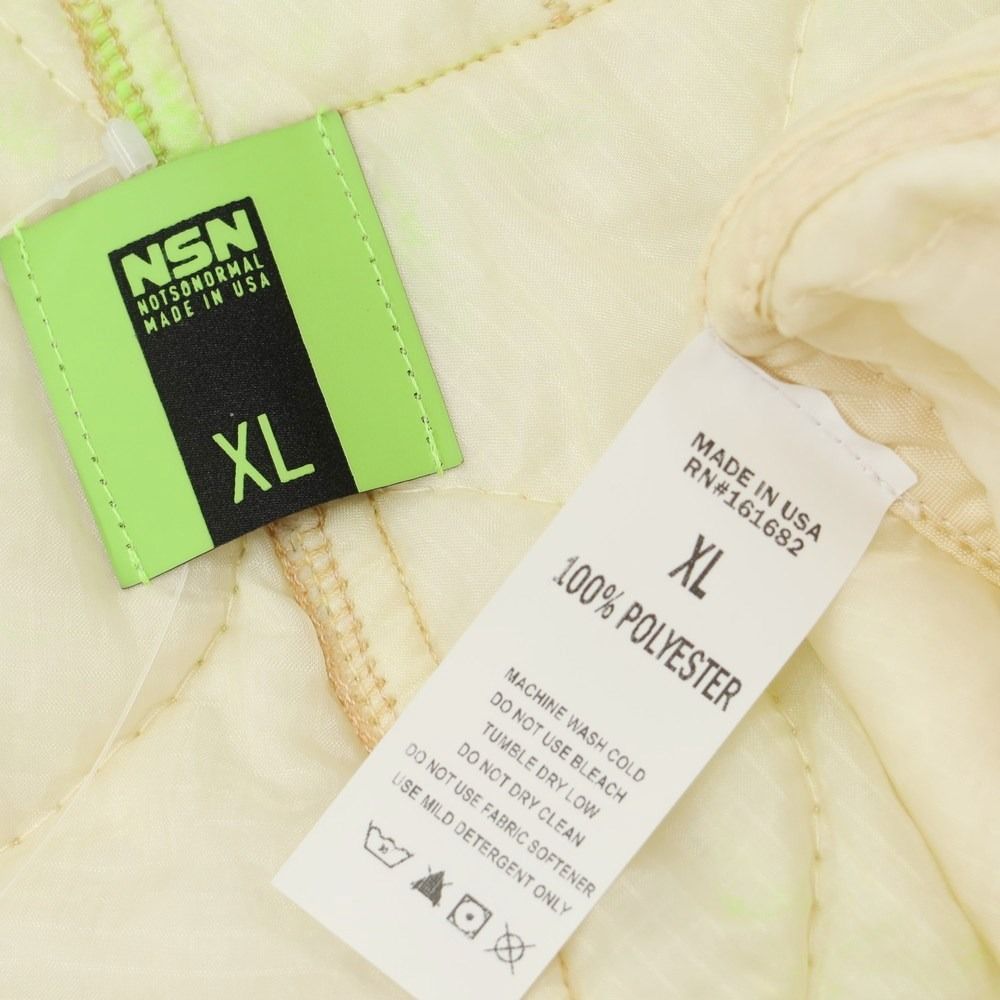 NSN
NOTSONORMAL
MADE IN USA
XL
MADE IN USA
RN#161682
XL
100% POLYESTER
MACHINE WASH COLD
DO NOT USE BLEACH
TUMBLE DRY LOW
DO NOT DRY CLEAN
DO NOT USE FABRIC SOFTENER
USE MILD DETERGENT ONLY